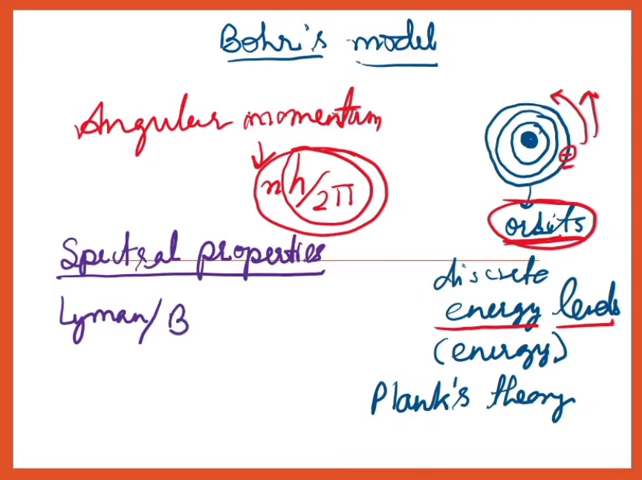 Bohr's model
Angular momentum
nh/2π
orbits
Spectral properties
discrete
energy levels
Lyman/B
(energy)
Plank's theory